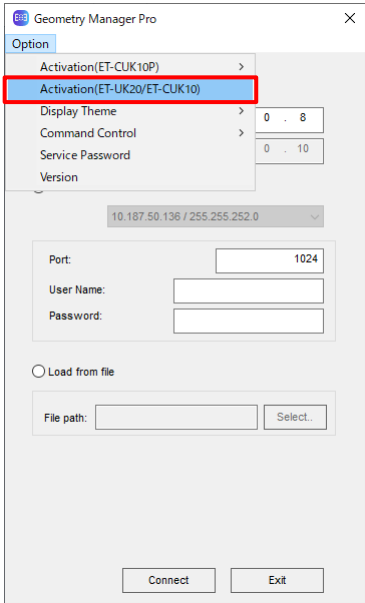 Geometry Manager Pro
Option
Activation(ET-CUK10P)
Activation(ET-UK20/ET-CUK10)
Display Theme
0 . 8
Command Control
0 . 10
Service Password
Version
10.187.50.136 / 255.255.252.0
Port: 1024
User Name:
Password:
Load from file
File path: Select..
Connect Exit